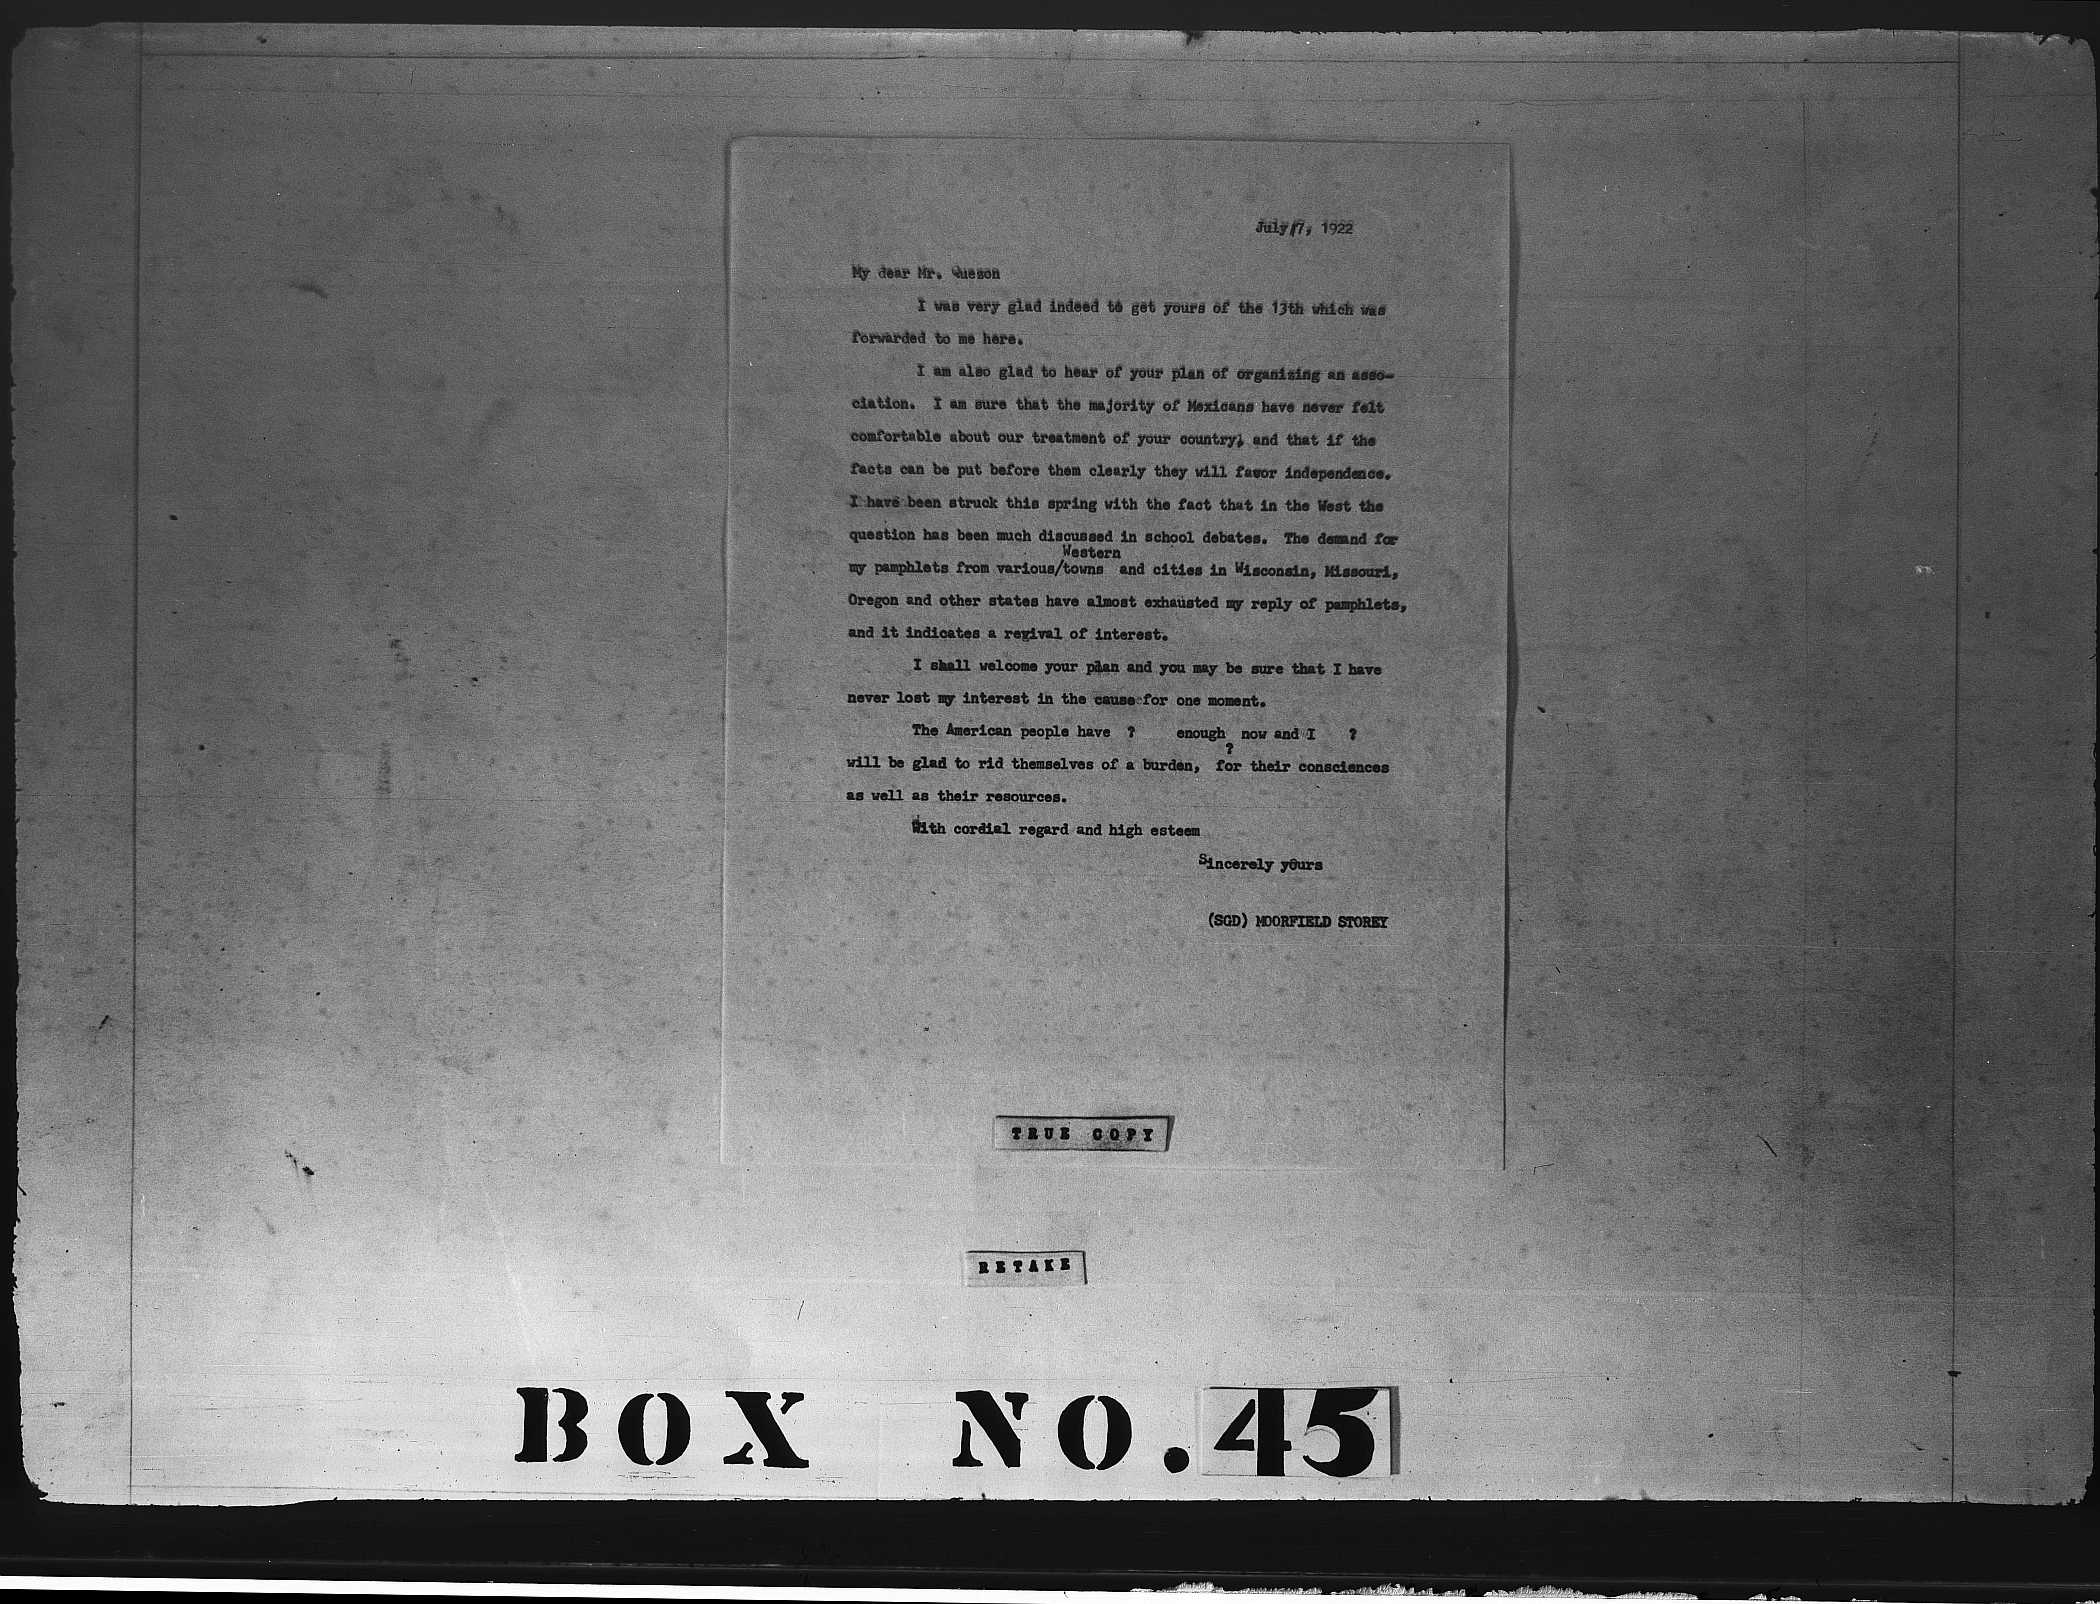 July 17, 1922
My dear Mr. Quezon
I was very glad indeed to get yours of the 13th which was
forwarded to me here.
I am also glad to hear of your plan of organizing an asso-
ciation. I am sure that the majority of Mexicans have never felt
comfortable about our treatment of your country, and that if the
facts can be put before them clearly they will favor independence.
I have been struck this spring with the fact that in the West the
question has been much discussed in school debates. The demand for
Western
my pamphlets from various/towns and cities in Wisconsin, Missouri,
Oregon and other states have almost exhausted my reply of pamphlets,
and it indicates a revival of interest.
I shall welcome your plan and you may be sure that I have
never lost my interest in the cause for one moment.
The American people have ? enough now and I ?
?
will be glad to rid themselves of a burden, for their consciences
as well as their resources.
With cordial regard and high esteem
Sincerely yours
(SGD) MOORFIELD STOREY
TRUE COPY
RETAKE
BOX NO. 45